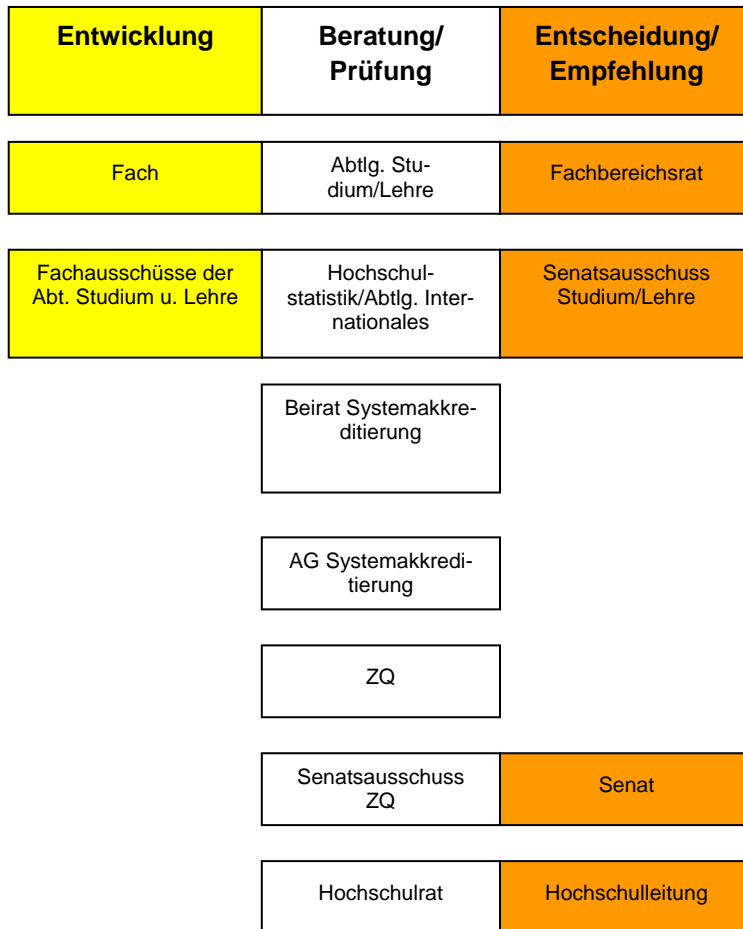 Entwicklung
Beratung/
Prüfung
Entscheidung/
Empfehlung
Fach
Abtlg. Stu-
dium/Lehre
Fachbereichsrat
Fachausschüsse der
Abt. Studium u. Lehre
Hochschul-
statistik/Abtlg. Inter-
nationales
Senatsausschuss
Studium/Lehre
Beirat Systemakkre-
ditierung
AG Systemakkredi-
tierung
ZQ
Senatsausschuss
ZQ
Senat
Hochschulrat
Hochschulleitung